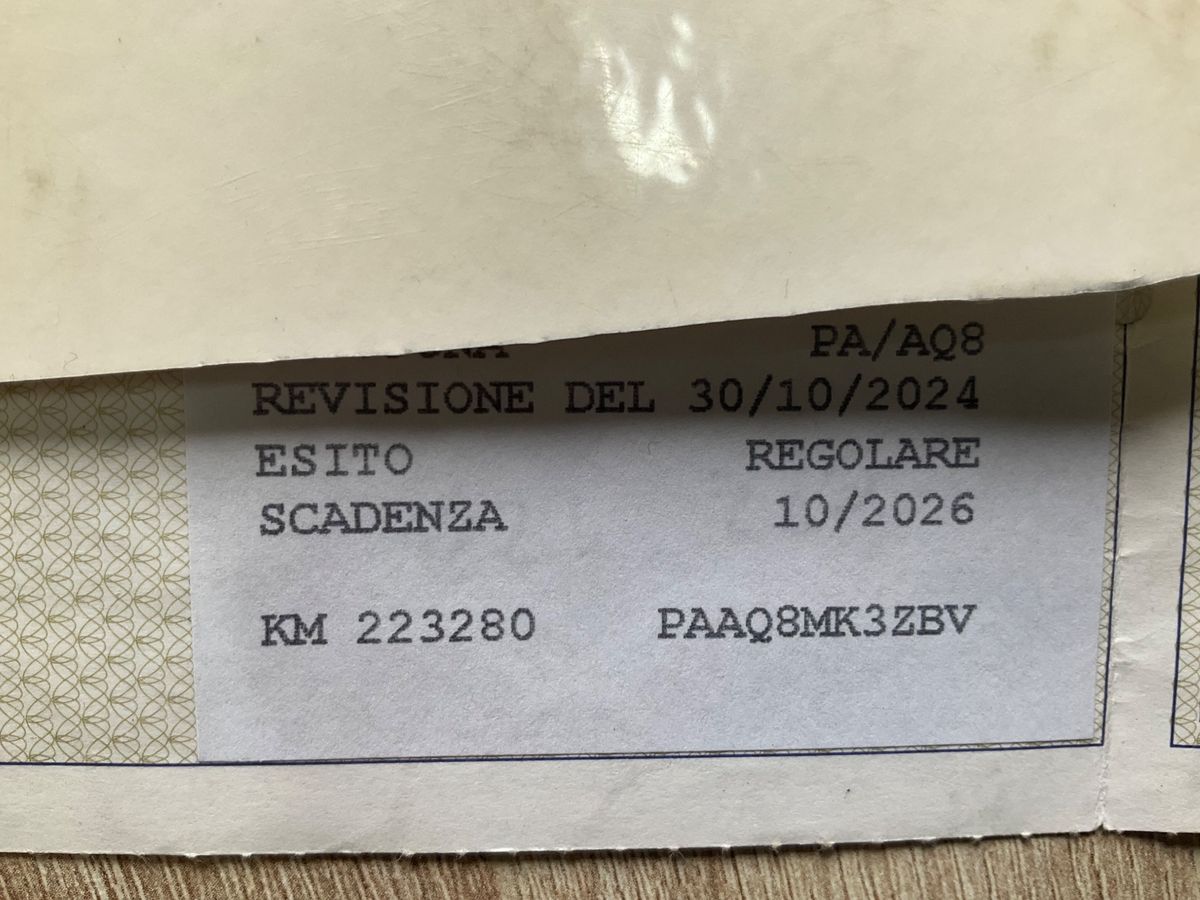 PA/AQ8
REVISIONE DEL 30/10/2024
ESITO REGOLARE
SCADENZA 10/2026
KM 223280 PAAQ8MK3ZBV